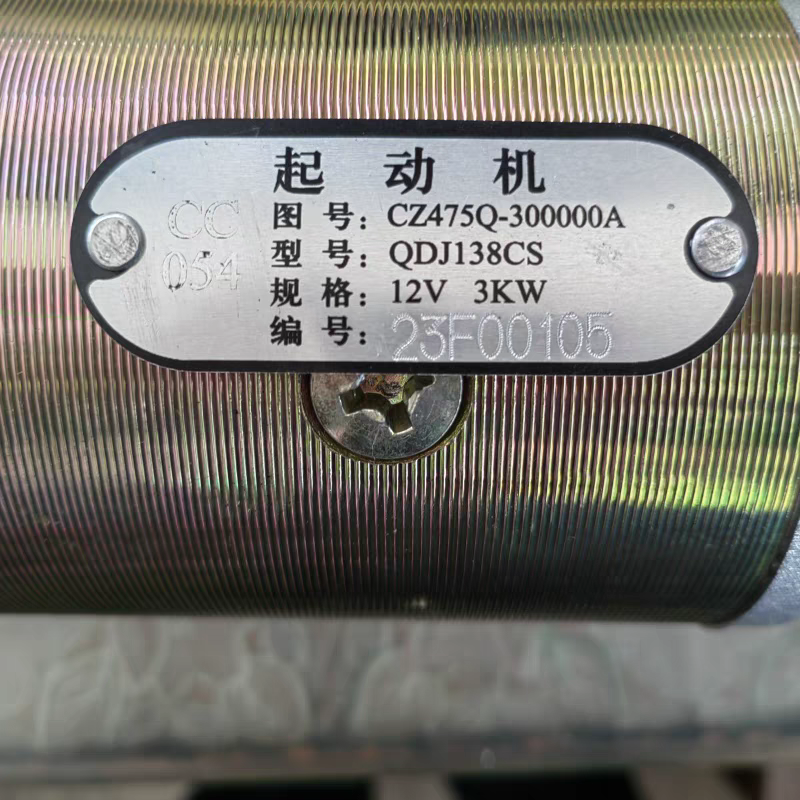 起动机
CC
054
图号：CZ475Q-300000A
型号：QDJ138CS
规格：12V 3KW
编号：23F00105